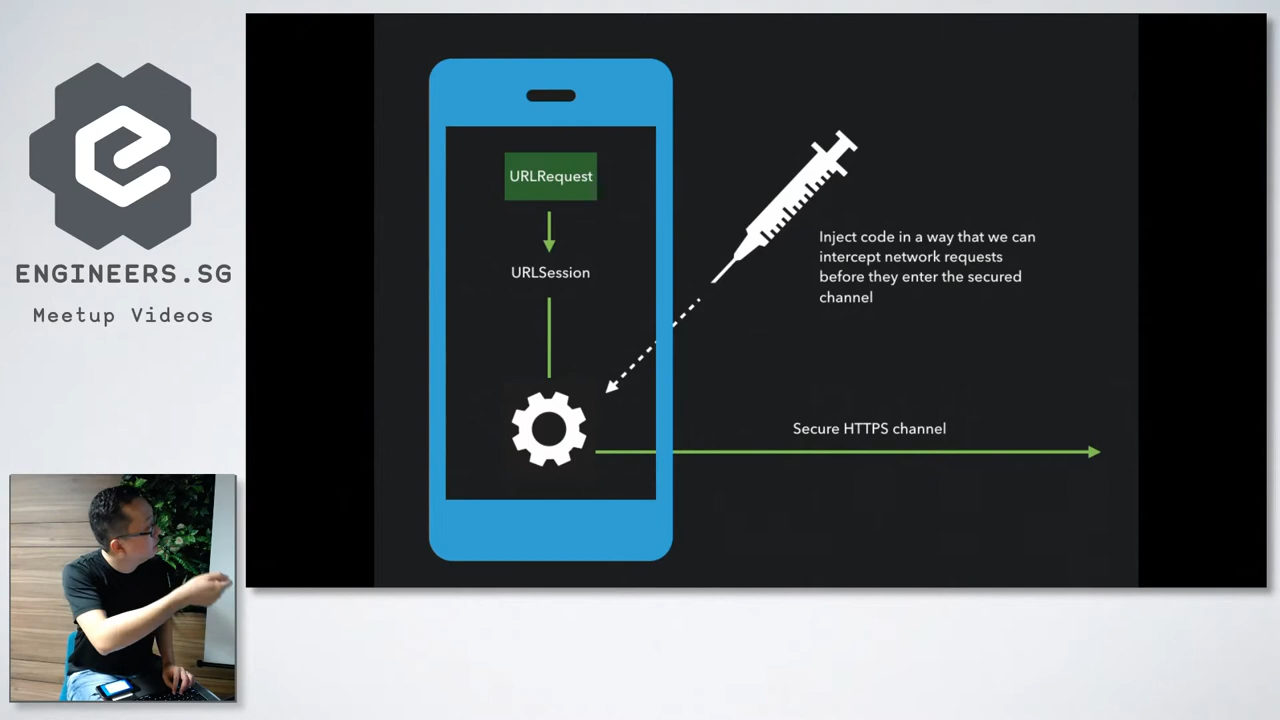 ENGINEERS.SG
Meetup Videos
URLRequest
URLSession
Inject code in a way that we can
intercept network requests
before they enter the secured
channel
Secure HTTPS channel